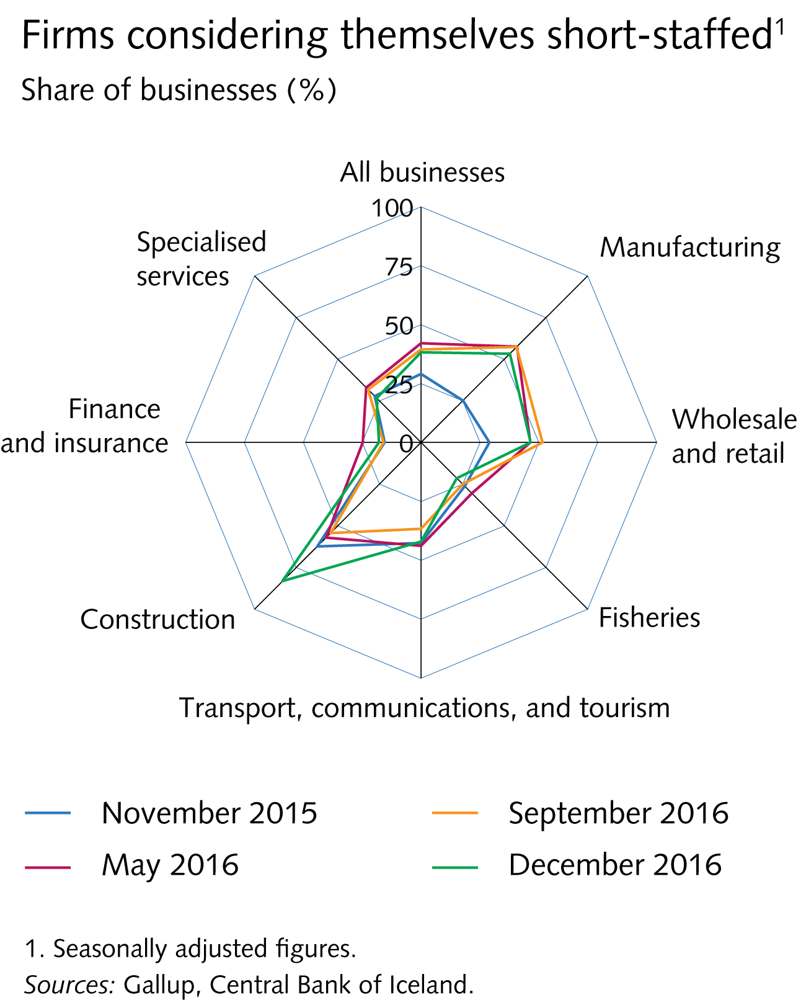 Firms considering themselves short-staffed¹
Share of businesses (%)
All businesses
100
75
50
25
0
Specialised
services
Manufacturing
Finance
and insurance
Wholesale
and retail
Construction
Fisheries
Transport, communications, and tourism
November 2015
September 2016
May 2016
December 2016
1. Seasonally adjusted figures.
Sources: Gallup, Central Bank of Iceland.